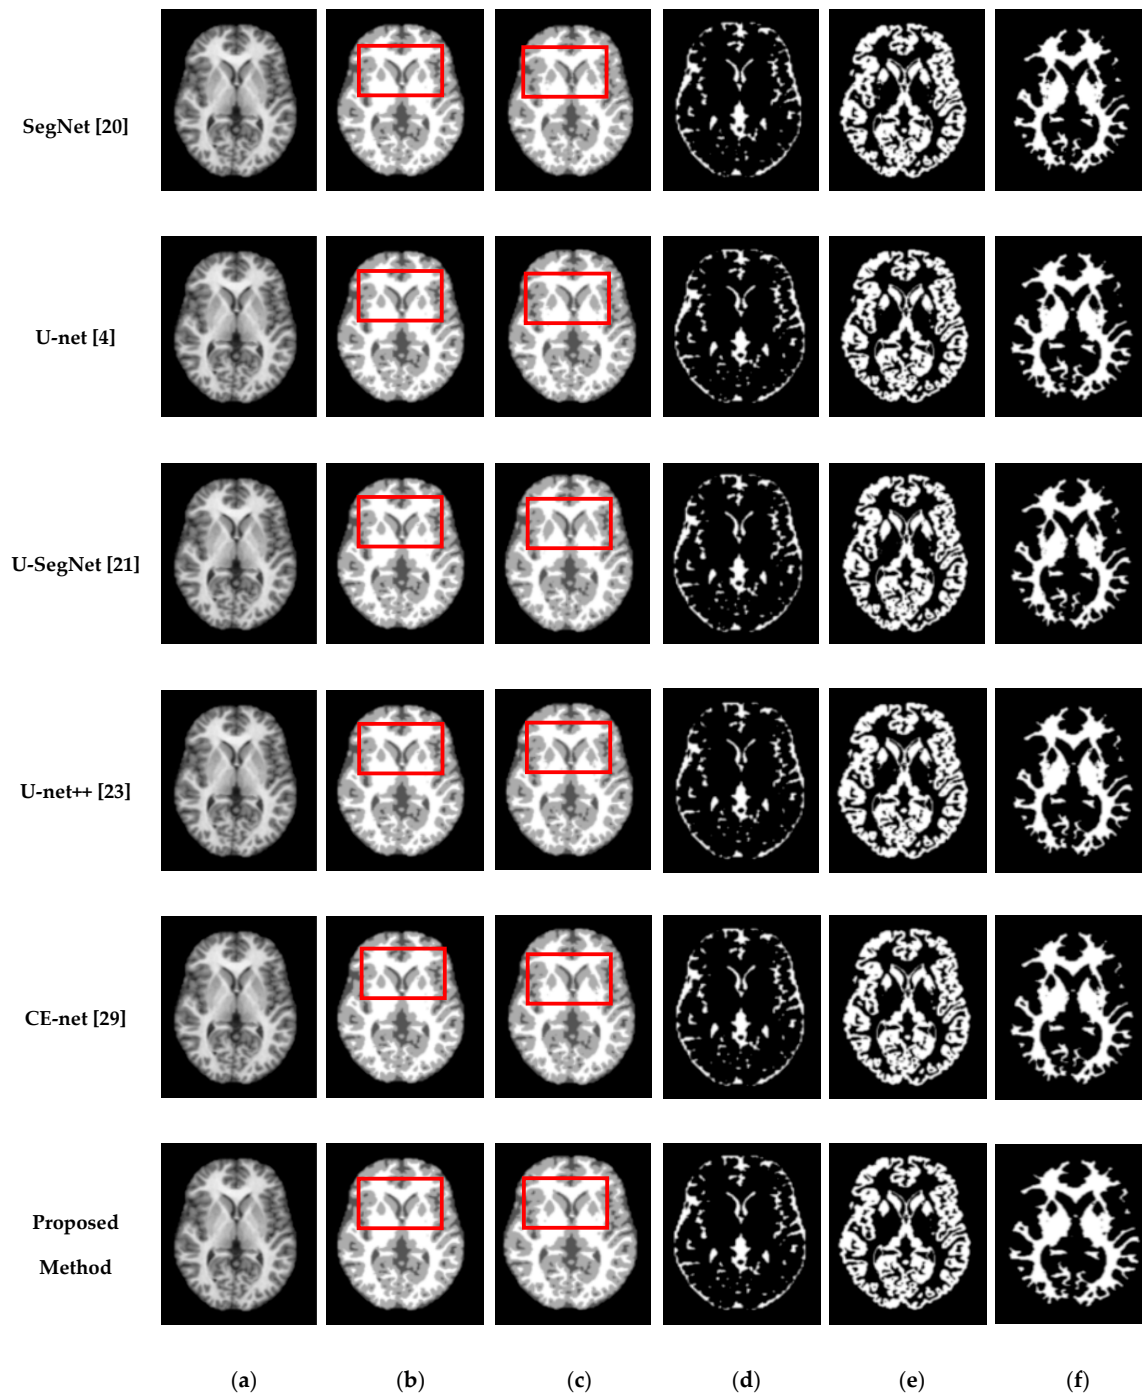 SegNet [20]
U-net [4]
U-SegNet [21]
U-net++ [23]
CE-net [29]
Proposed
Method
(a) (b) (c) (d) (e) (f)